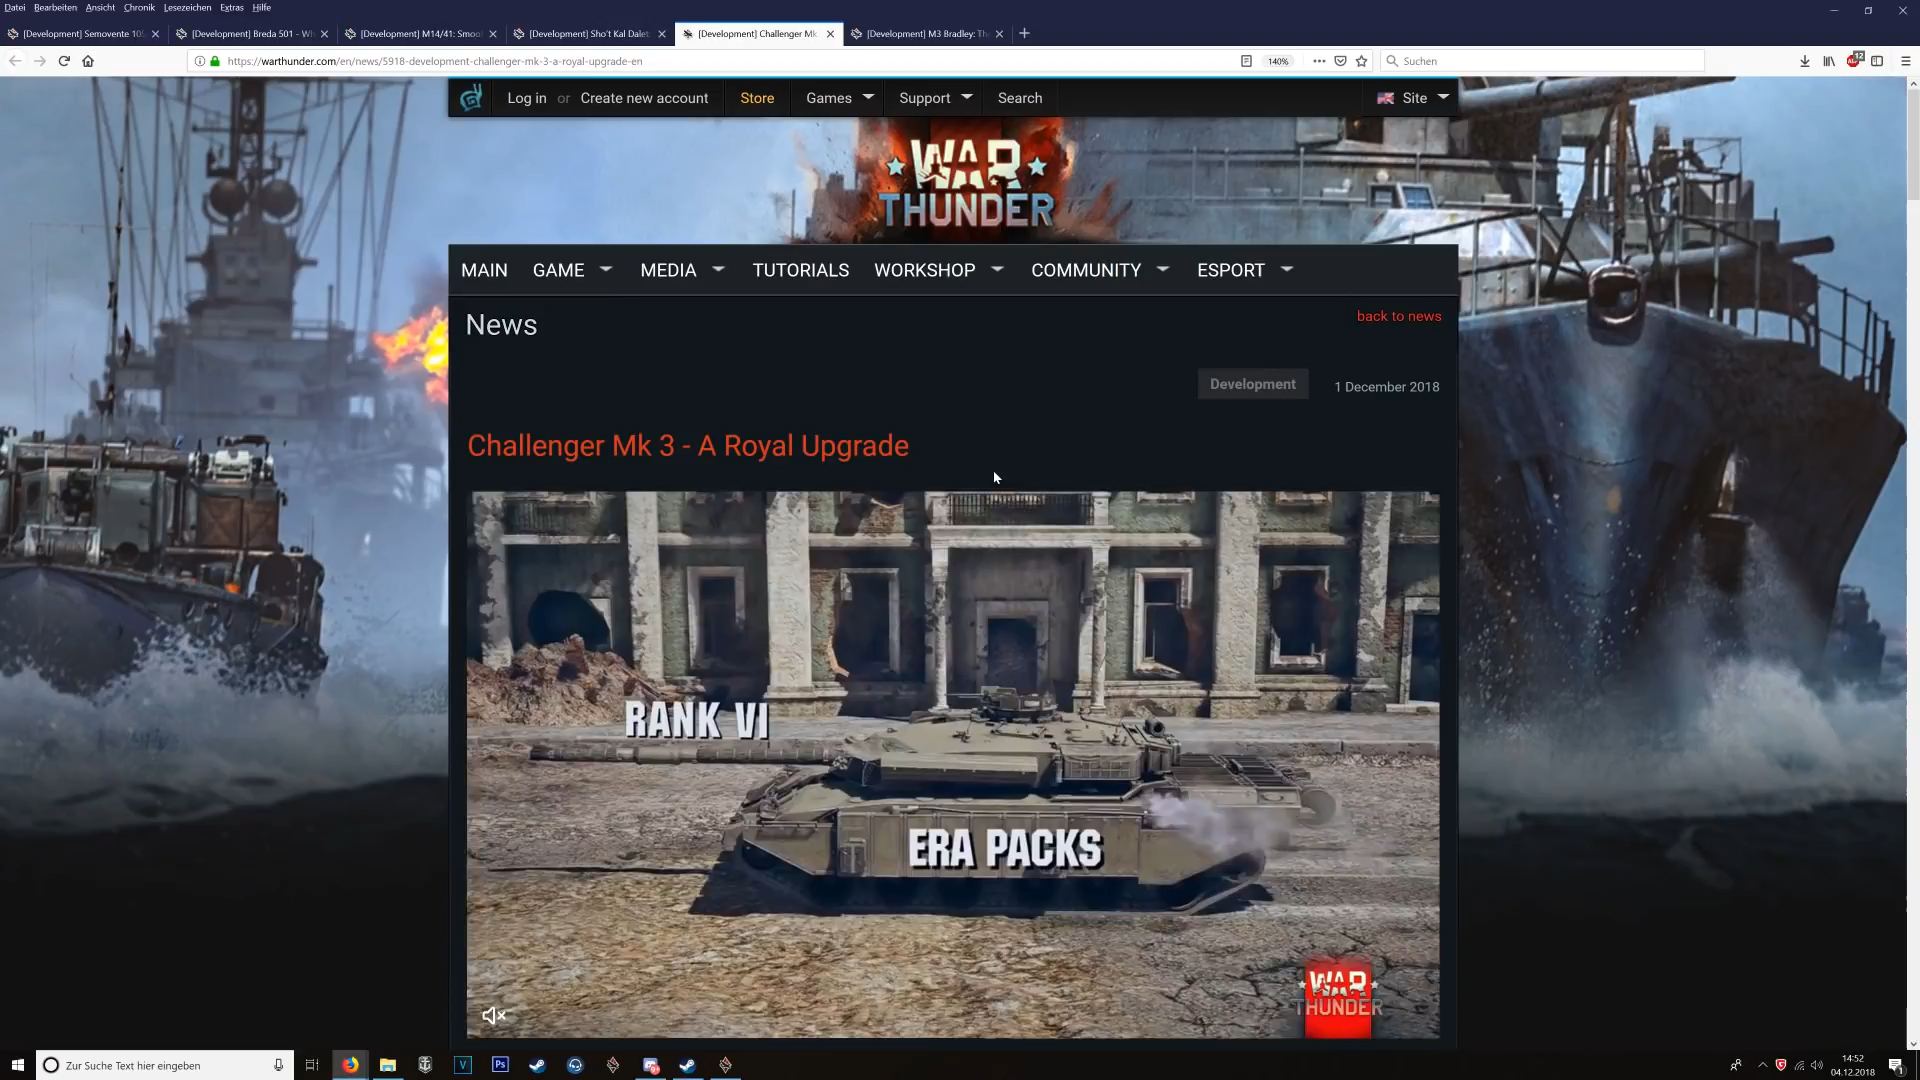 Datei Bearbeiten Ansicht Chronik Lesezeichen Extras Hilfe
[Development] Semovente 10 [Development] Breda 501 - Wh [Development] M14/41: Smoo [Development] Sho't Kal Dalet: [Development] Challenger Mk [Development] M3 Bradley: Th
https://warthunder.com/en/news/5918-development-challenger-mk-3-a-royal-upgrade-en 140% Suchen
Log in or Create new account Store Games Support Search Site
WAR THUNDER
MAIN GAME MEDIA TUTORIALS WORKSHOP COMMUNITY ESPORT
News
back to news
Development 1 December 2018
Challenger Mk 3 - A Royal Upgrade
RANK VI
ERA PACKS
WAR THUNDER
Zur Suche Text hier eingeben
14:52
04.12.2018